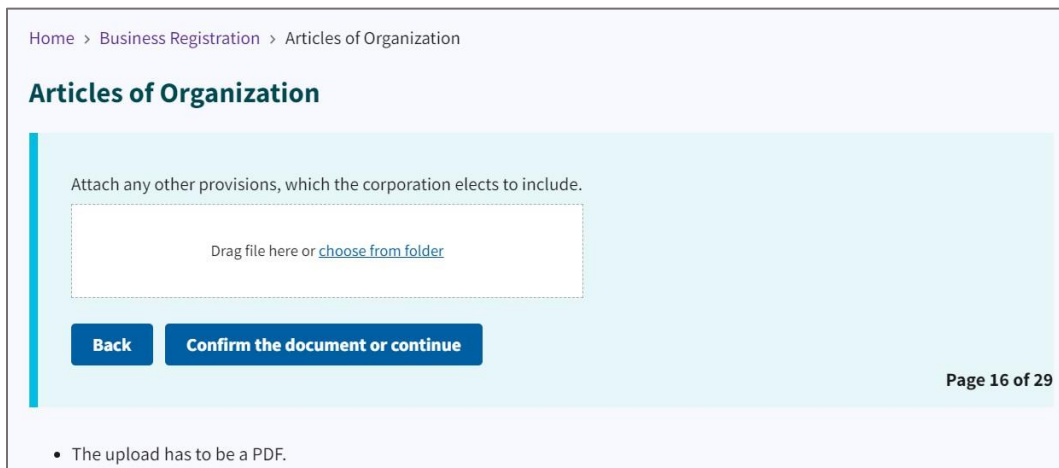 Home > Business Registration > Articles of Organization
Articles of Organization
Attach any other provisions, which the corporation elects to include.
Drag file here or choose from folder
Back Confirm the document or continue
Page 16 of 29
• The upload has to be a PDF.